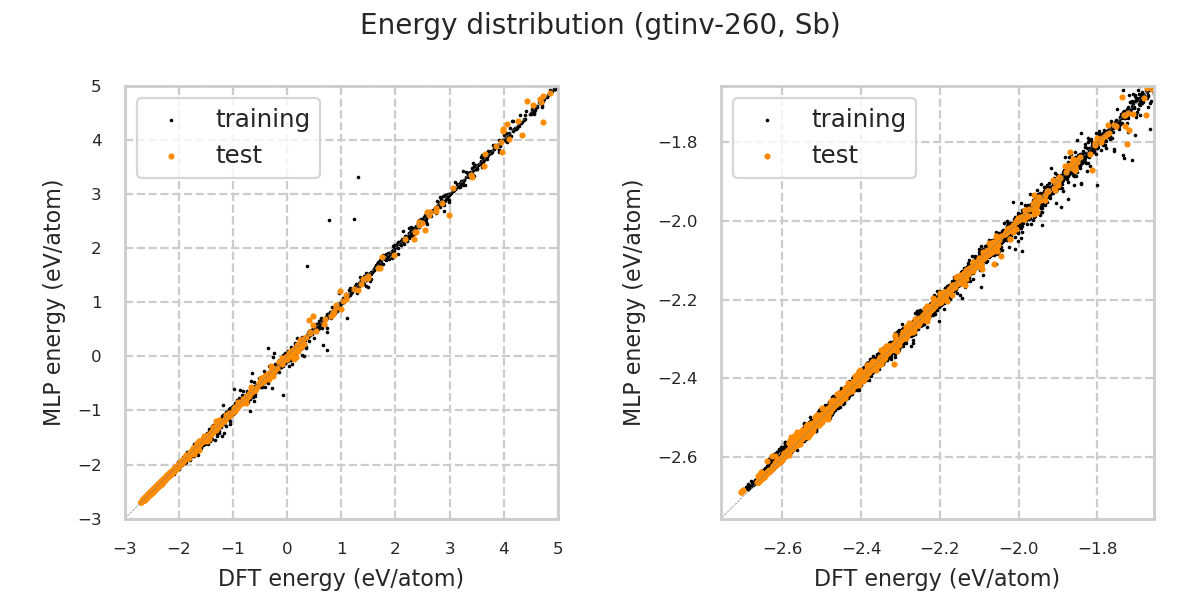 Energy distribution (gtinv-260, Sb)
training
test
MLP energy (eV/atom)
5
4
3
2
1
0
−1
−2
−3
−3 −2 −1 0 1 2 3 4 5
DFT energy (eV/atom)
training
test
MLP energy (eV/atom)
−1.8
−2.0
−2.2
−2.4
−2.6
−2.6 −2.4 −2.2 −2.0 −1.8
DFT energy (eV/atom)